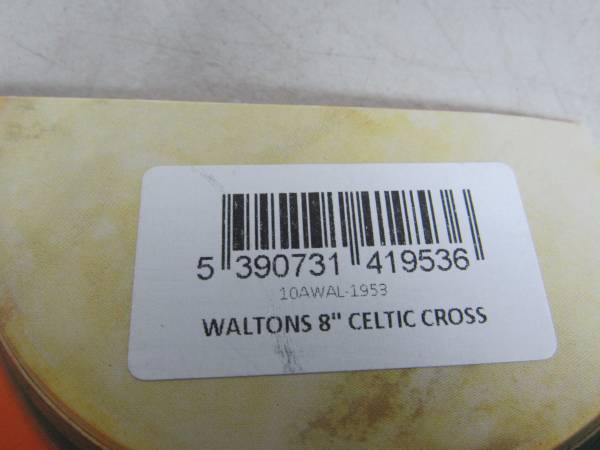 5 390731 419536
10AWAL-1953
WALTONS 8" CELTIC CROSS